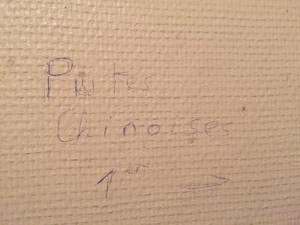 Putes
Chinoises
1er →